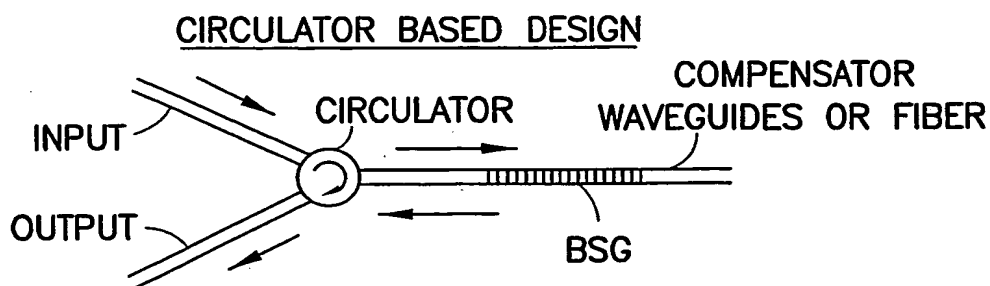 CIRCULATOR BASED DESIGN
COMPENSATOR
WAVEGUIDES OR FIBER
CIRCULATOR
INPUT
OUTPUT
BSG